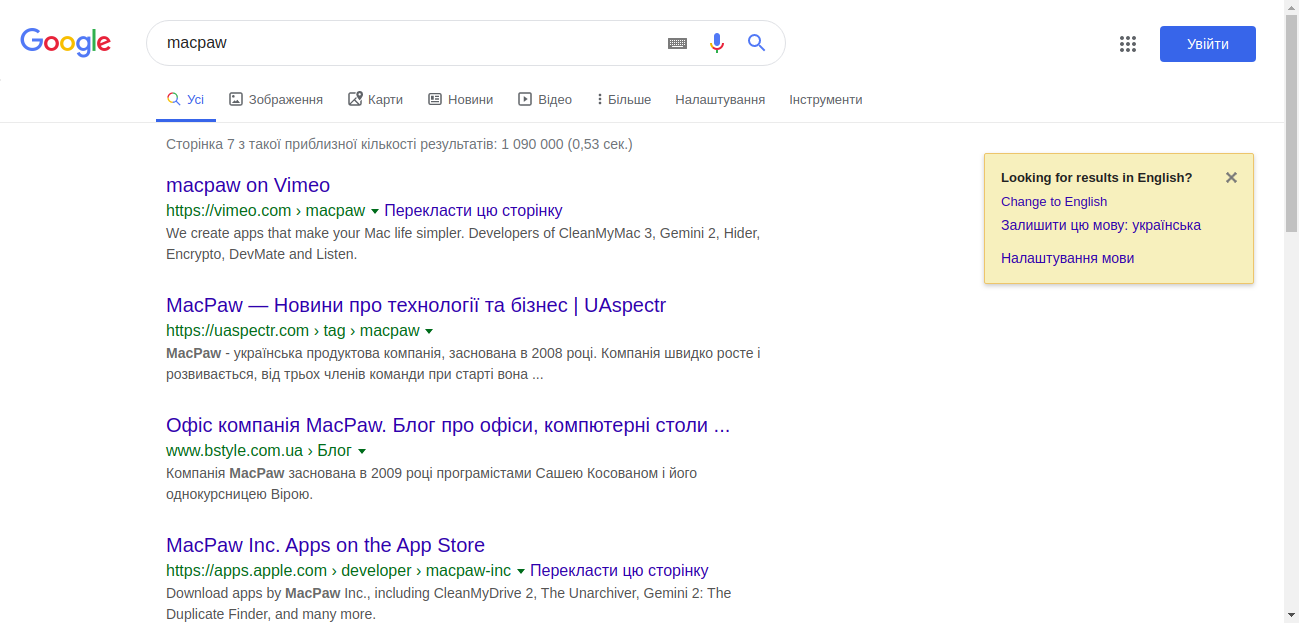 Google
macpaw
Увійти
Усі Зображення Карти Новини Відео Більше Налаштування Інструменти
Сторінка 7 з такої приблизної кількості результатів: 1 090 000 (0,53 сек.)
macpaw on Vimeo
https://vimeo.com › macpaw Перекласти цю сторінку
We create apps that make your Mac life simpler. Developers of CleanMyMac 3, Gemini 2, Hider,
Encrypto, DevMate and Listen.
MacPaw — Новини про технології та бізнес | UAspectr
https://uaspectr.com › tag › macpaw
MacPaw - українська продуктова компанія, заснована в 2008 році. Компанія швидко росте і
розвивається, від трьох членів команди при старті вона ...
Офіс компанія MacPaw. Блог про офіси, компютерні столи ...
www.bstyle.com.ua › Блог
Компанія MacPaw заснована в 2009 році програмістами Сашею Косованом і його
однокурсницею Вірою.
MacPaw Inc. Apps on the App Store
https://apps.apple.com › developer › macpaw-inc Перекласти цю сторінку
Download apps by MacPaw Inc., including CleanMyDrive 2, The Unarchiver, Gemini 2: The
Duplicate Finder, and many more.
Looking for results in English?
Change to English
Залишити цю мову: українська
Налаштування мови